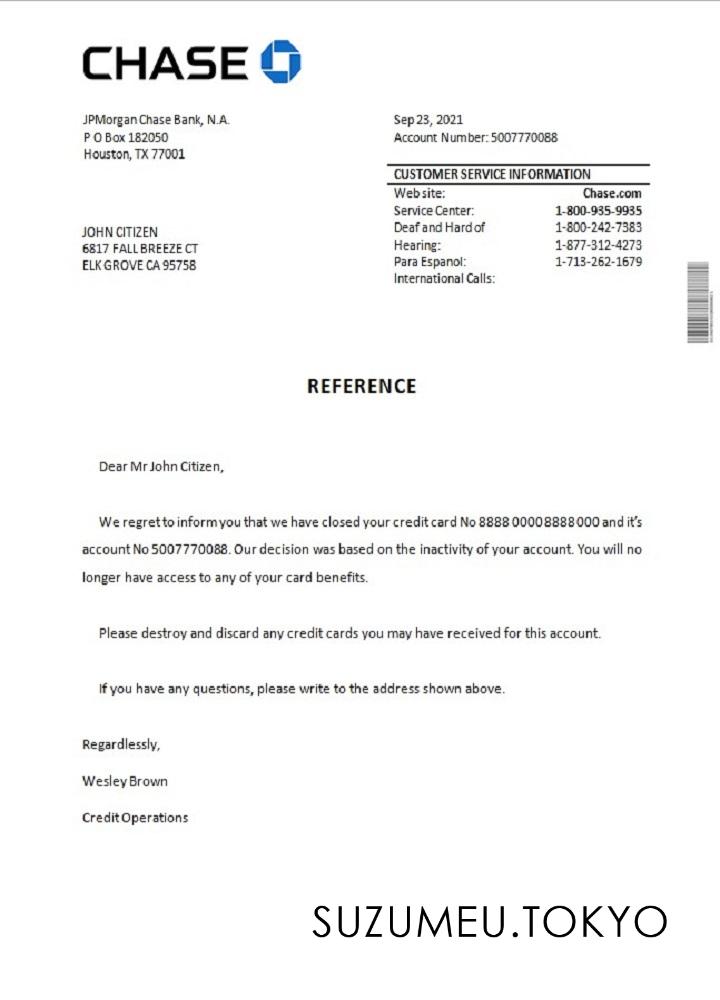 CHASE
JPMorgan Chase Bank, N.A.
P O Box 182050
Houston, TX 77001
Sep 23, 2021
Account Number: 5007770088
CUSTOMER SERVICE INFORMATION
Web site: Chase.com
Service Center: 1-800-935-9935
Deaf and Hard of 1-800-242-7383
Hearing: 1-877-312-4273
Para Espanol: 1-713-262-1679
International Calls:
JOHN CITIZEN
6817 FALL BREEZE CT
ELK GROVE CA 95758
REFERENCE
Dear Mr John Citizen,
We regret to inform you that we have closed your credit card No 8888 0000 8888 000 and it's
account No 5007770088. Our decision was based on the inactivity of your account. You will no
longer have access to any of your card benefits.
Please destroy and discard any credit cards you may have received for this account.
If you have any questions, please write to the address shown above.
Regardlessly,
Wesley Brown
Credit Operations
SUZUMEU.TOKYO